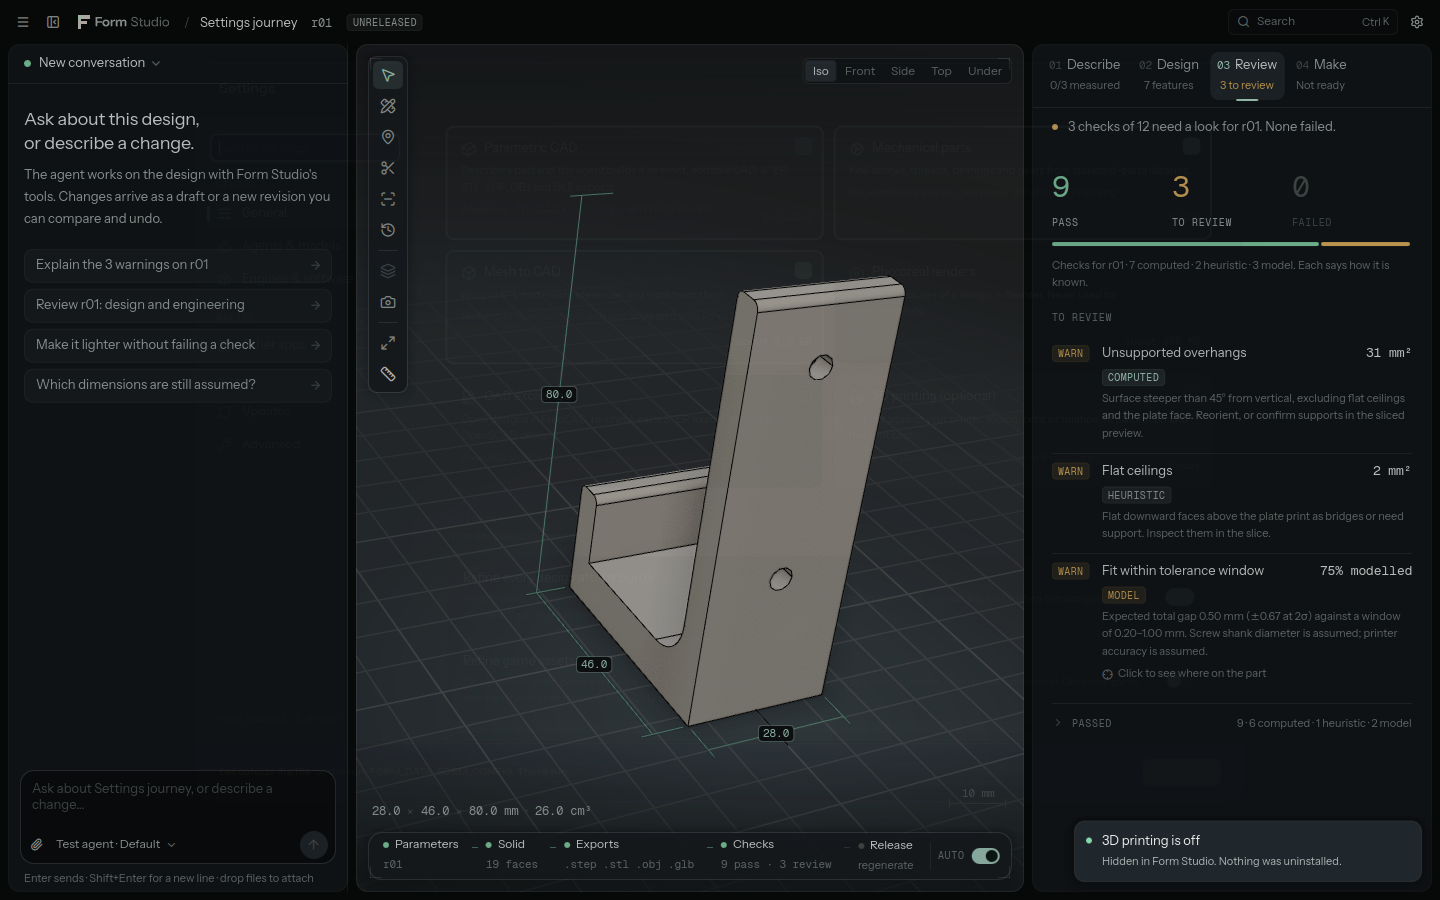 Form Studio / Settings journey r01 UNRELEASED
Search Ctrl K
New conversation
Ask about this design,
or describe a change.
The agent works on the design with Form Studio's
tools. Changes arrive as a draft or a new revision you
can compare and undo.
Explain the 3 warnings on r01
Review r01: design and engineering
Make it lighter without failing a check
Which dimensions are still assumed?
Ask about Settings journey, or describe a
change...
Test agent · Default
Enter sends · Shift+Enter for a new line · drop files to attach
Settings
General
Agents & models
Updates
Advanced
Iso Front Side Top Under
Parametric CAD
Mechanical parts
Mesh to CAD
80.0
46.0
28.0
10 mm
28.0 × 46.0 × 80.0 mm · 26.0 cm³
Parameters
r01
Solid
19 faces
Exports
.step .stl .obj .glb
Checks
9 pass · 3 review
Release
regenerate
AUTO
01 Describe
0/3 measured
02 Design
7 features
03 Review
3 to review
04 Make
Not ready
3 checks of 12 need a look for r01. None failed.
9
PASS
3
TO REVIEW
0
FAILED
Checks for r01 · 7 computed · 2 heuristic · 3 model. Each says how it is
known.
TO REVIEW
WARN Unsupported overhangs 31 mm²
COMPUTED
Surface steeper than 45° from vertical, excluding flat ceilings
and the plate face. Reorient, or confirm supports in the sliced
preview.
WARN Flat ceilings 2 mm²
HEURISTIC
Flat downward faces above the plate print as bridges or need
support. Inspect them in the slice.
WARN Fit within tolerance window 75% modelled
MODEL
Expected total gap 0.50 mm (±0.67 at 2σ) against a window
of 0.20–1.00 mm. Screw shank diameter is assumed; printer
accuracy is assumed.
Click to see where on the part
PASSED 9 · 6 computed · 1 heuristic · 2 model
3D printing is off
Hidden in Form Studio. Nothing was uninstalled.